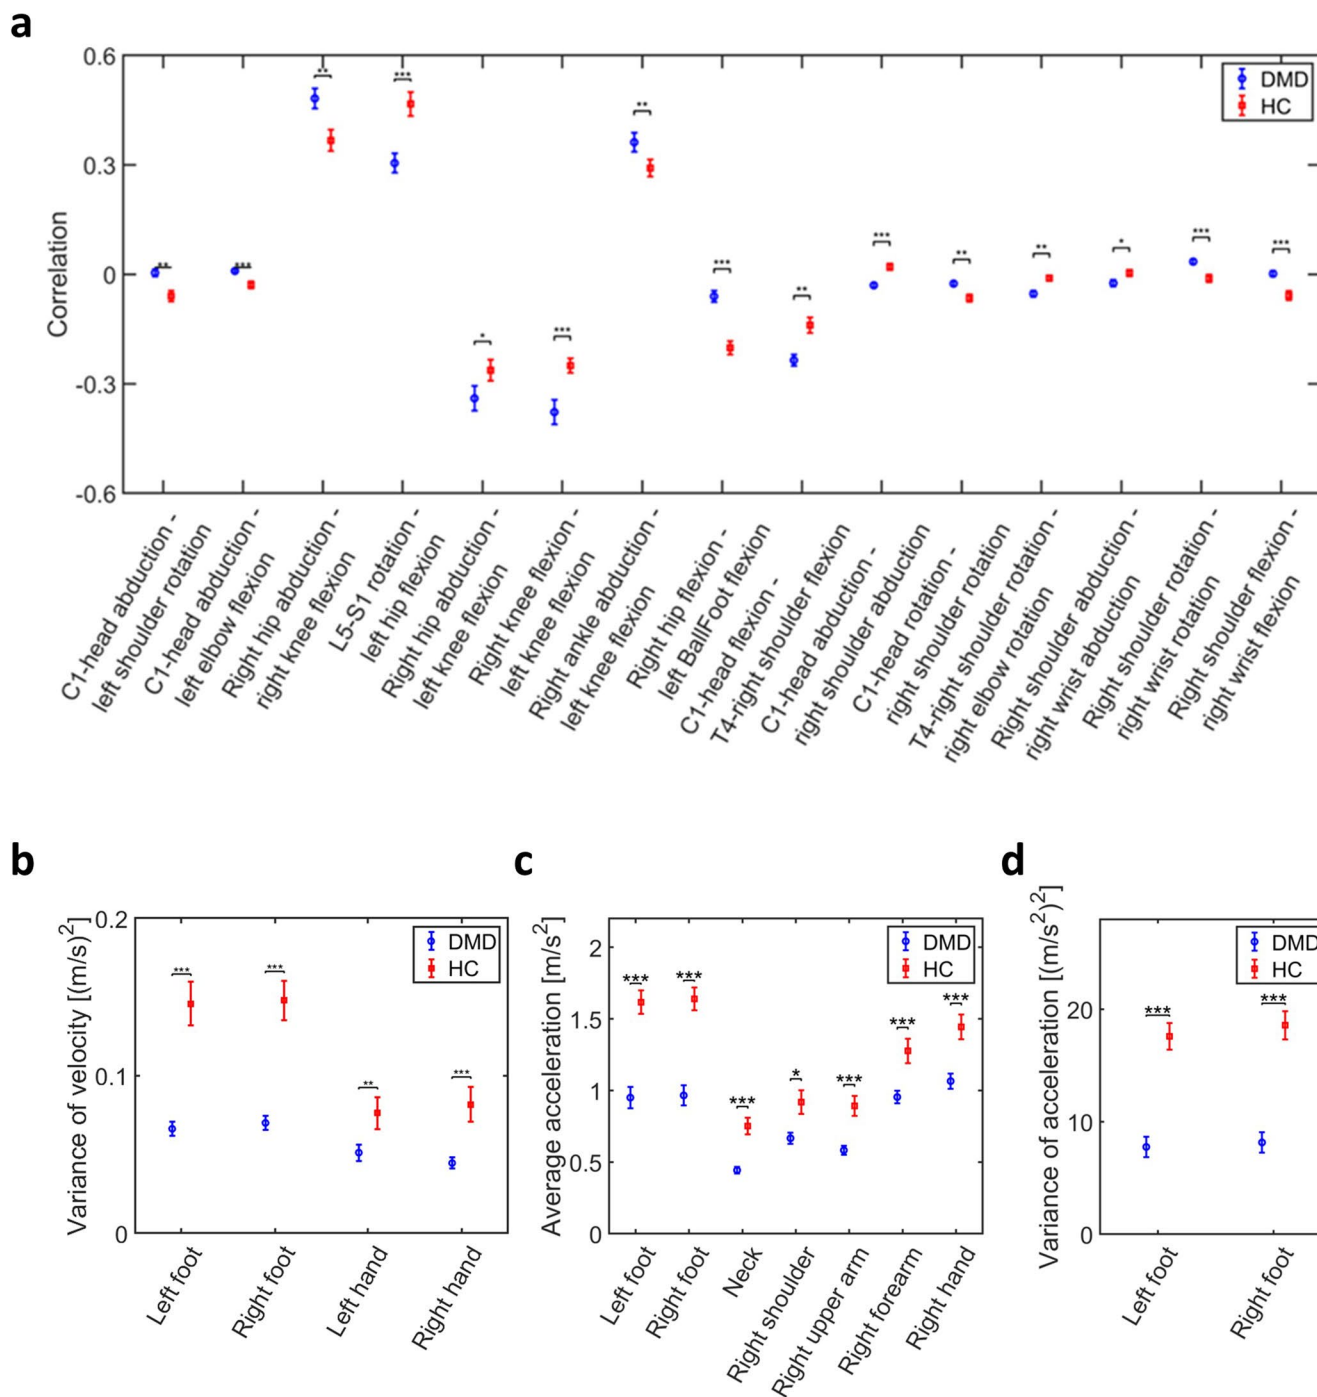 a
0.6
0.3
0
-0.3
-0.6
Correlation
DMD
HC
**
***
**
***
*
***
**
***
**
***
**
**
*
***
***
C1-head abduction -
left shoulder rotation
C1-head abduction -
left elbow flexion
Right hip abduction -
right knee flexion
L5-S1 rotation -
left hip flexion
Right hip abduction -
left knee flexion
Right knee flexion -
left knee flexion
Right ankle abduction -
left knee flexion
Right hip flexion -
left BallFoot flexion
C1-head flexion -
T4-right shoulder flexion
C1-head abduction -
right shoulder abduction
C1-head rotation -
right shoulder rotation
T4-right shoulder rotation -
right elbow rotation
Right shoulder abduction -
right wrist abduction
Right shoulder rotation -
right wrist rotation
Right shoulder flexion -
right wrist flexion
b
Variance of velocity [(m/s)²]
0.2
0.1
0
DMD
HC
***
***
**
***
Left foot
Right foot
Left hand
Right hand
c
Average acceleration [m/s²]
2
1.5
1
0.5
0
DMD
HC
***
***
***
*
***
***
***
Left foot
Right foot
Neck
Right shoulder
Right upper arm
Right forearm
Right hand
d
Variance of acceleration [(m/s²)²]
20
10
0
DMD
HC
***
***
Left foot
Right foot